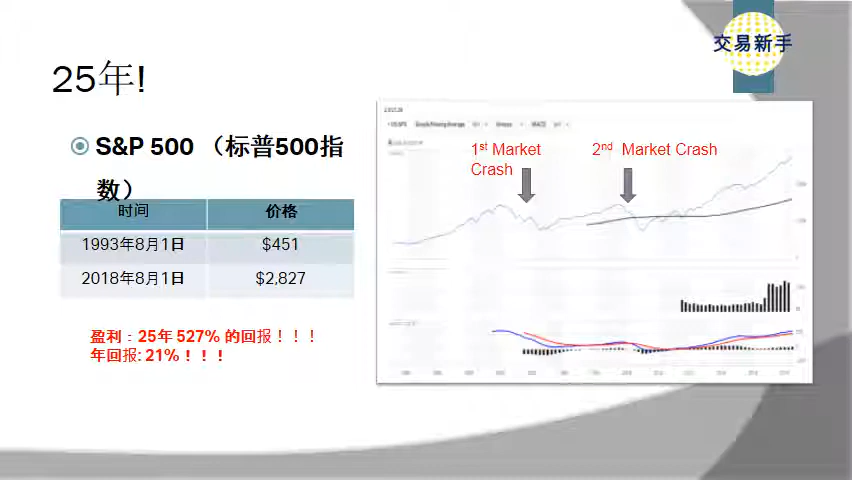 交易新手
25年!
S&P 500 （标普500指
数）
时间 价格
1993年8月1日 $451
2018年8月1日 $2,827
盈利：25年 527% 的回报！！！
年回报: 21%！！！
1st Market
Crash
2nd Market Crash